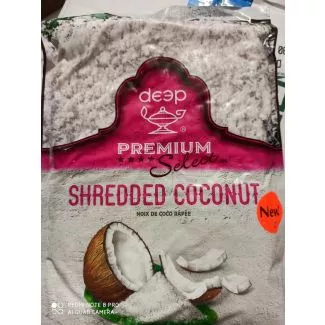 deep
®
PREMIUM
Select
SHREDDED COCONUT
NOIX DE COCO RÂPÉE
New
REDMI NOTE 8 PRO
AI QUAD CAMERA